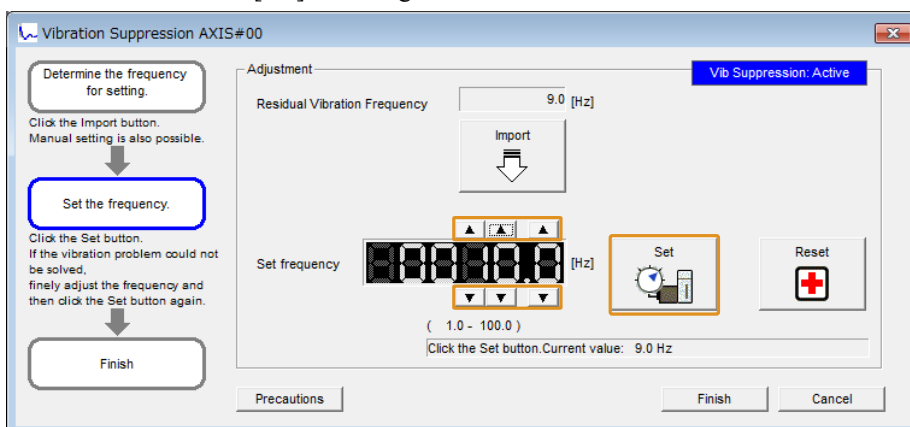 Vibration Suppression AXIS#00
Determine the frequency
for setting.
Click the Import button.
Manual setting is also possible.
Set the frequency.
Click the Set button.
If the vibration problem could not
be solved,
finely adjust the frequency and
then click the Set button again.
Finish
Adjustment
Vib Suppression: Active
Residual Vibration Frequency
9.0 [Hz]
Import
Set frequency
[Hz]
Set
Reset
( 1.0 - 100.0 )
Click the Set button.Current value: 9.0 Hz
Precautions
Finish
Cancel